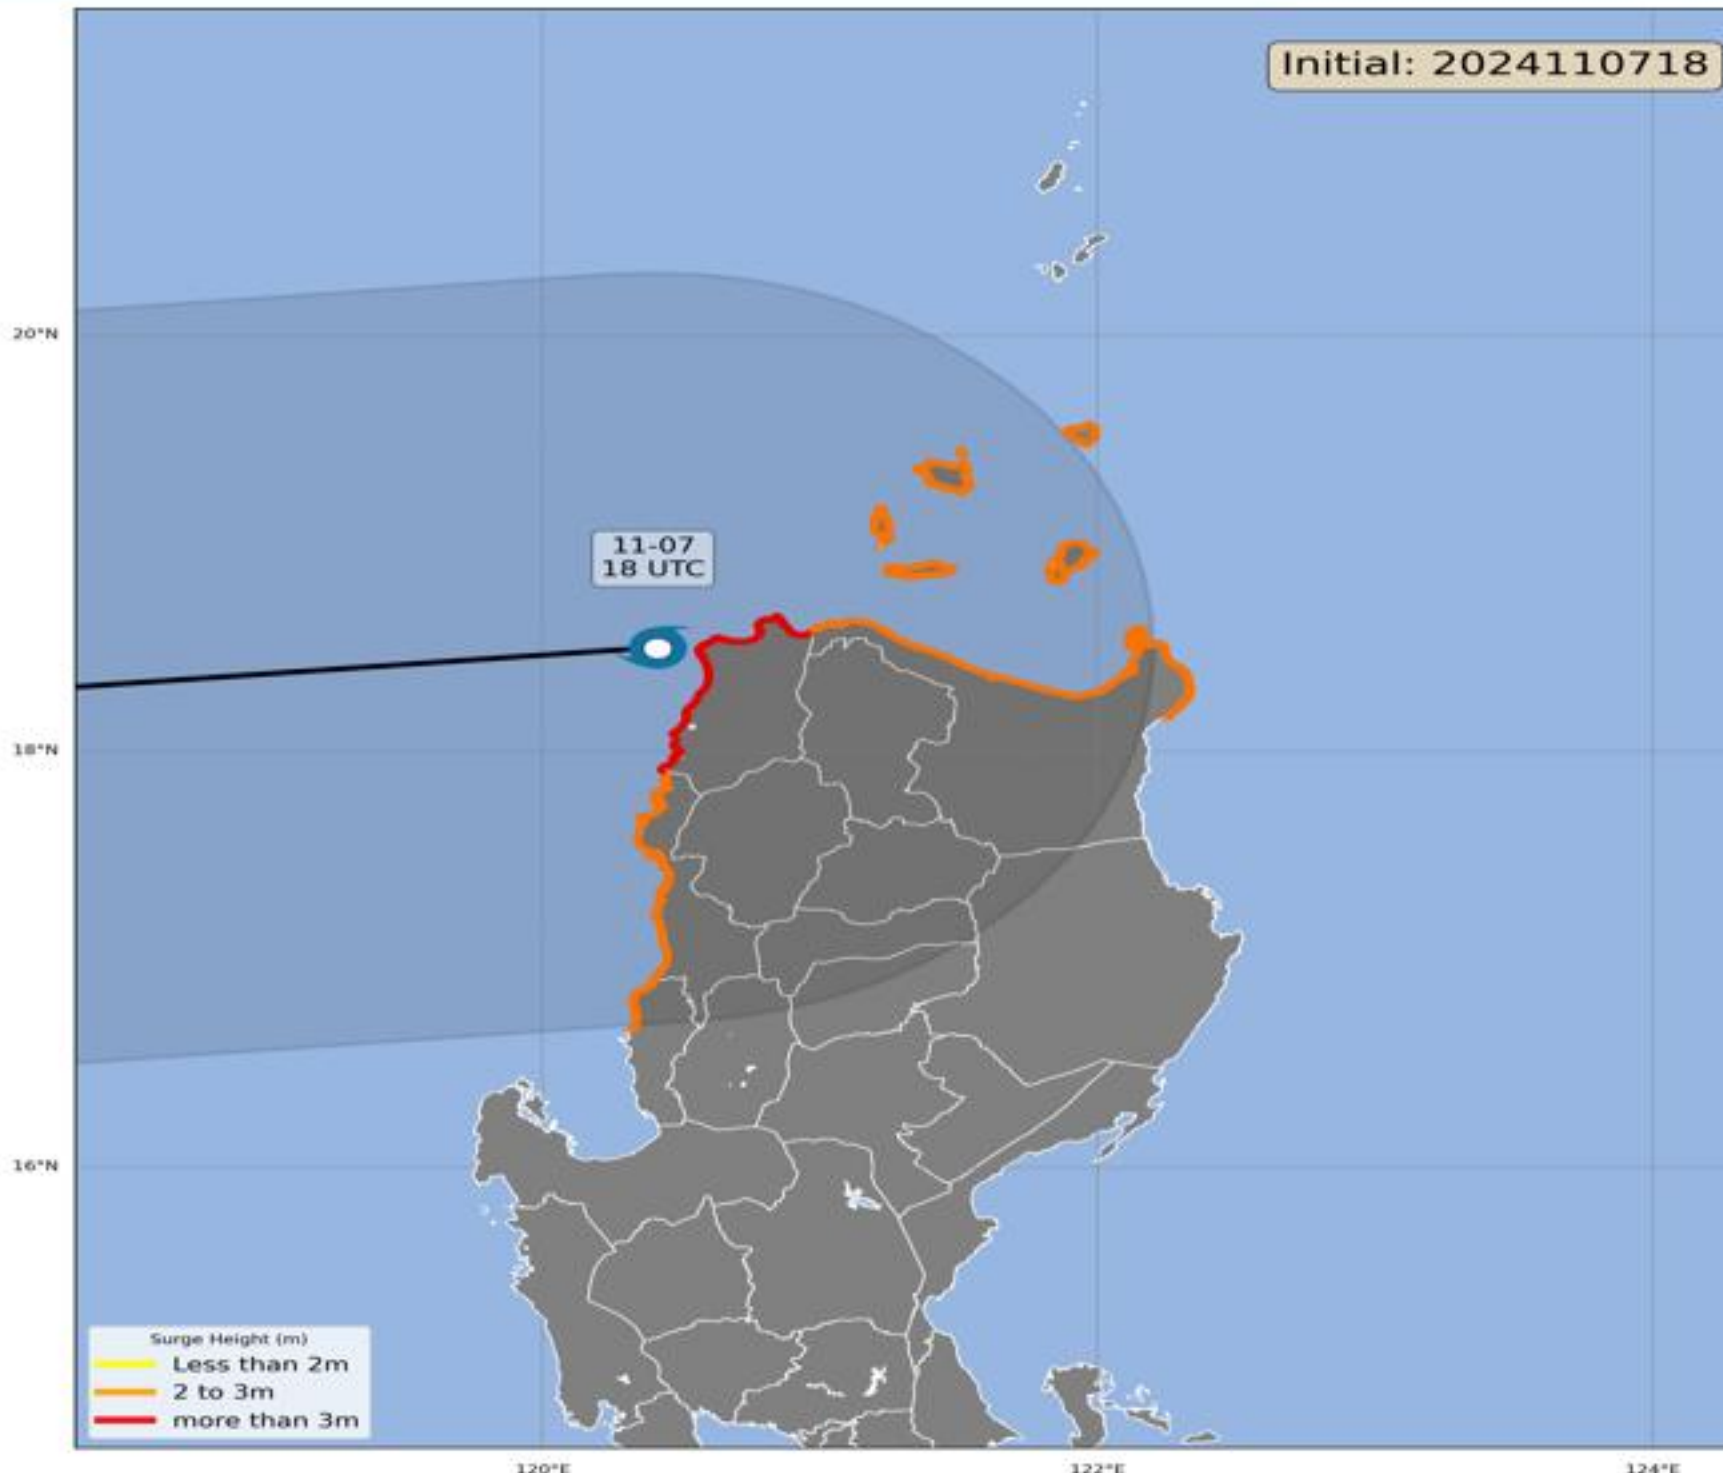 Initial: 2024110718
20°N
11-07
18 UTC
18°N
16°N
Surge Height (m)
Less than 2m
2 to 3m
more than 3m
120°E
122°E
124°E